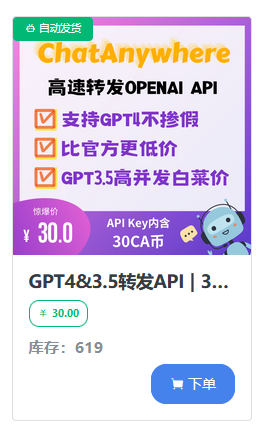 自动发货
ChatAnywhere
高速转发OPENAI API
支持GPT4不掺假
比官方更低价
GPT3.5高并发白菜价
惊爆价
¥ 30.0
API Key内含
30CA币
GPT4&3.5转发API | 3...
¥ 30.00
库存：619
下单